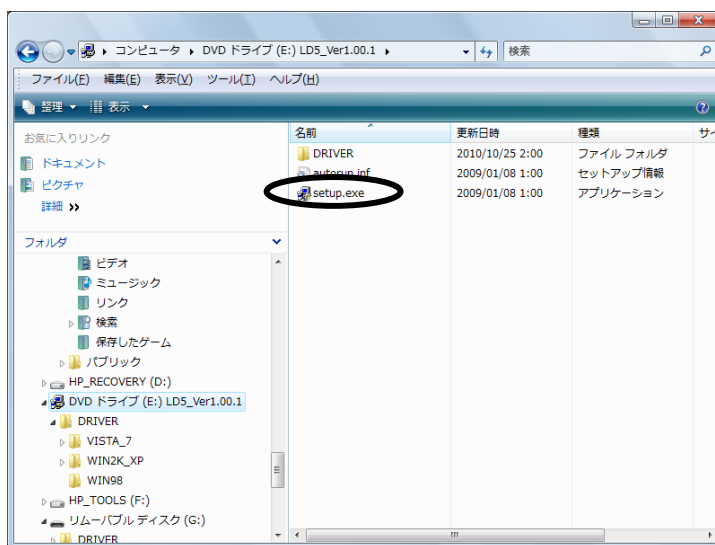 コンピュータ DVD ドライブ (E:) LD5_Ver1.00.1 検索
ファイル(F) 編集(E) 表示(V) ツール(T) ヘルプ(H)
整理 表示
お気に入りリンク
ドキュメント
ピクチャ
詳細 >>
フォルダ
ビデオ
ミュージック
リンク
検索
保存したゲーム
パブリック
HP_RECOVERY (D:)
DVD ドライブ (E:) LD5_Ver1.00.1
DRIVER
VISTA_7
WIN2K_XP
WIN98
HP_TOOLS (F:)
リムーバブル ディスク (G:)
DRIVER
名前 更新日時 種類 サイ
DRIVER 2010/10/25 2:00 ファイル フォルダ
autorun.inf 2009/01/08 1:00 セットアップ情報
setup.exe 2009/01/08 1:00 アプリケーション